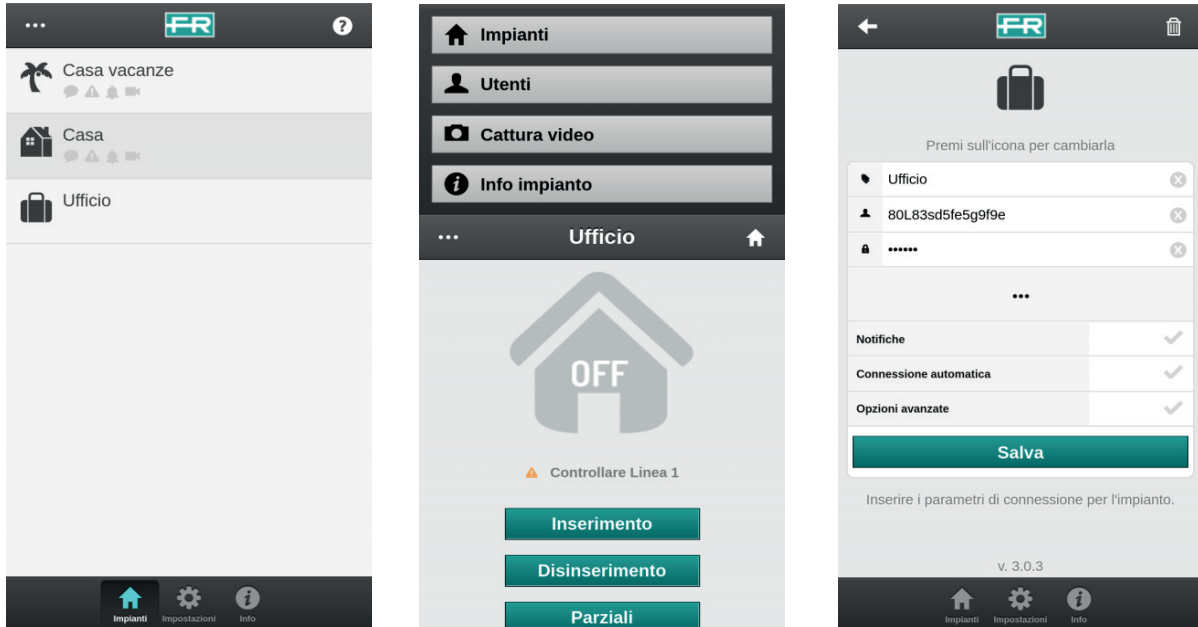 ...
FR
?
Casa vacanze
Casa
Ufficio
Impianti
Impostazioni
Info
Impianti
Utenti
Cattura video
Info impianto
...
Ufficio
OFF
Controllare Linea 1
Inserimento
Disinserimento
Parziali
FR
Premi sull'icona per cambiarla
Ufficio
80L83sd5fe5g9f9e
••••••
•••
Notifiche
Connessione automatica
Opzioni avanzate
Salva
Inserire i parametri di connessione per l'impianto.
v. 3.0.3
Impianti
Impostazioni
Info